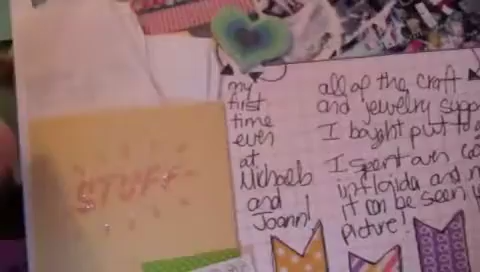 STUFF
my
first
time
ever
at
Michaels
and
Joann!
all of the craft
and jewelry supp
I bought put to
I spent over
in florida and
it can be seen
picture!